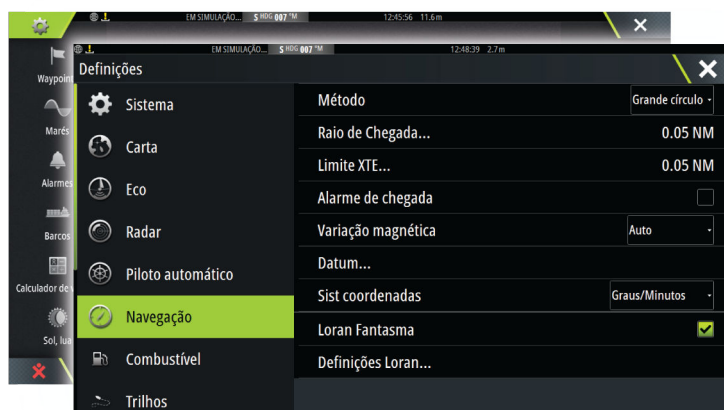 EM SIMULAÇÃO... S HDG 007 °M 12:45:56 11.6 m
Waypoint
Marés
Alarmes
Barcos
Calculador de
Sol, lua
EM SIMULAÇÃO... S HDG 007 °M 12:48:39 2.7 m
Definições
Sistema
Carta
Eco
Radar
Piloto automático
Navegação
Combustível
Trilhos
Método Grande círculo
Raio de Chegada... 0.05 NM
Limite XTE... 0.05 NM
Alarme de chegada
Variação magnética Auto
Datum...
Sist coordenadas Graus/Minutos
Loran Fantasma
Definições Loran...